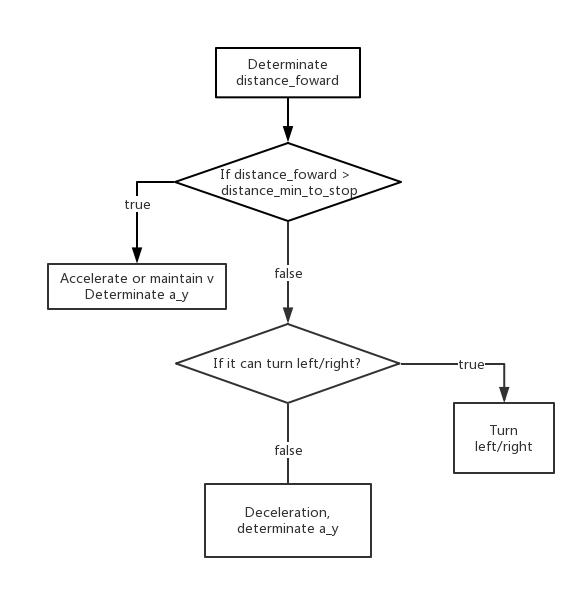 Determinate
distance_foward
If distance_foward >
distance_min_to_stop
true
Accelerate or maintain v
Determinate a_y
false
If it can turn left/right?
true
Turn
left/right
false
Deceleration,
determinate a_y